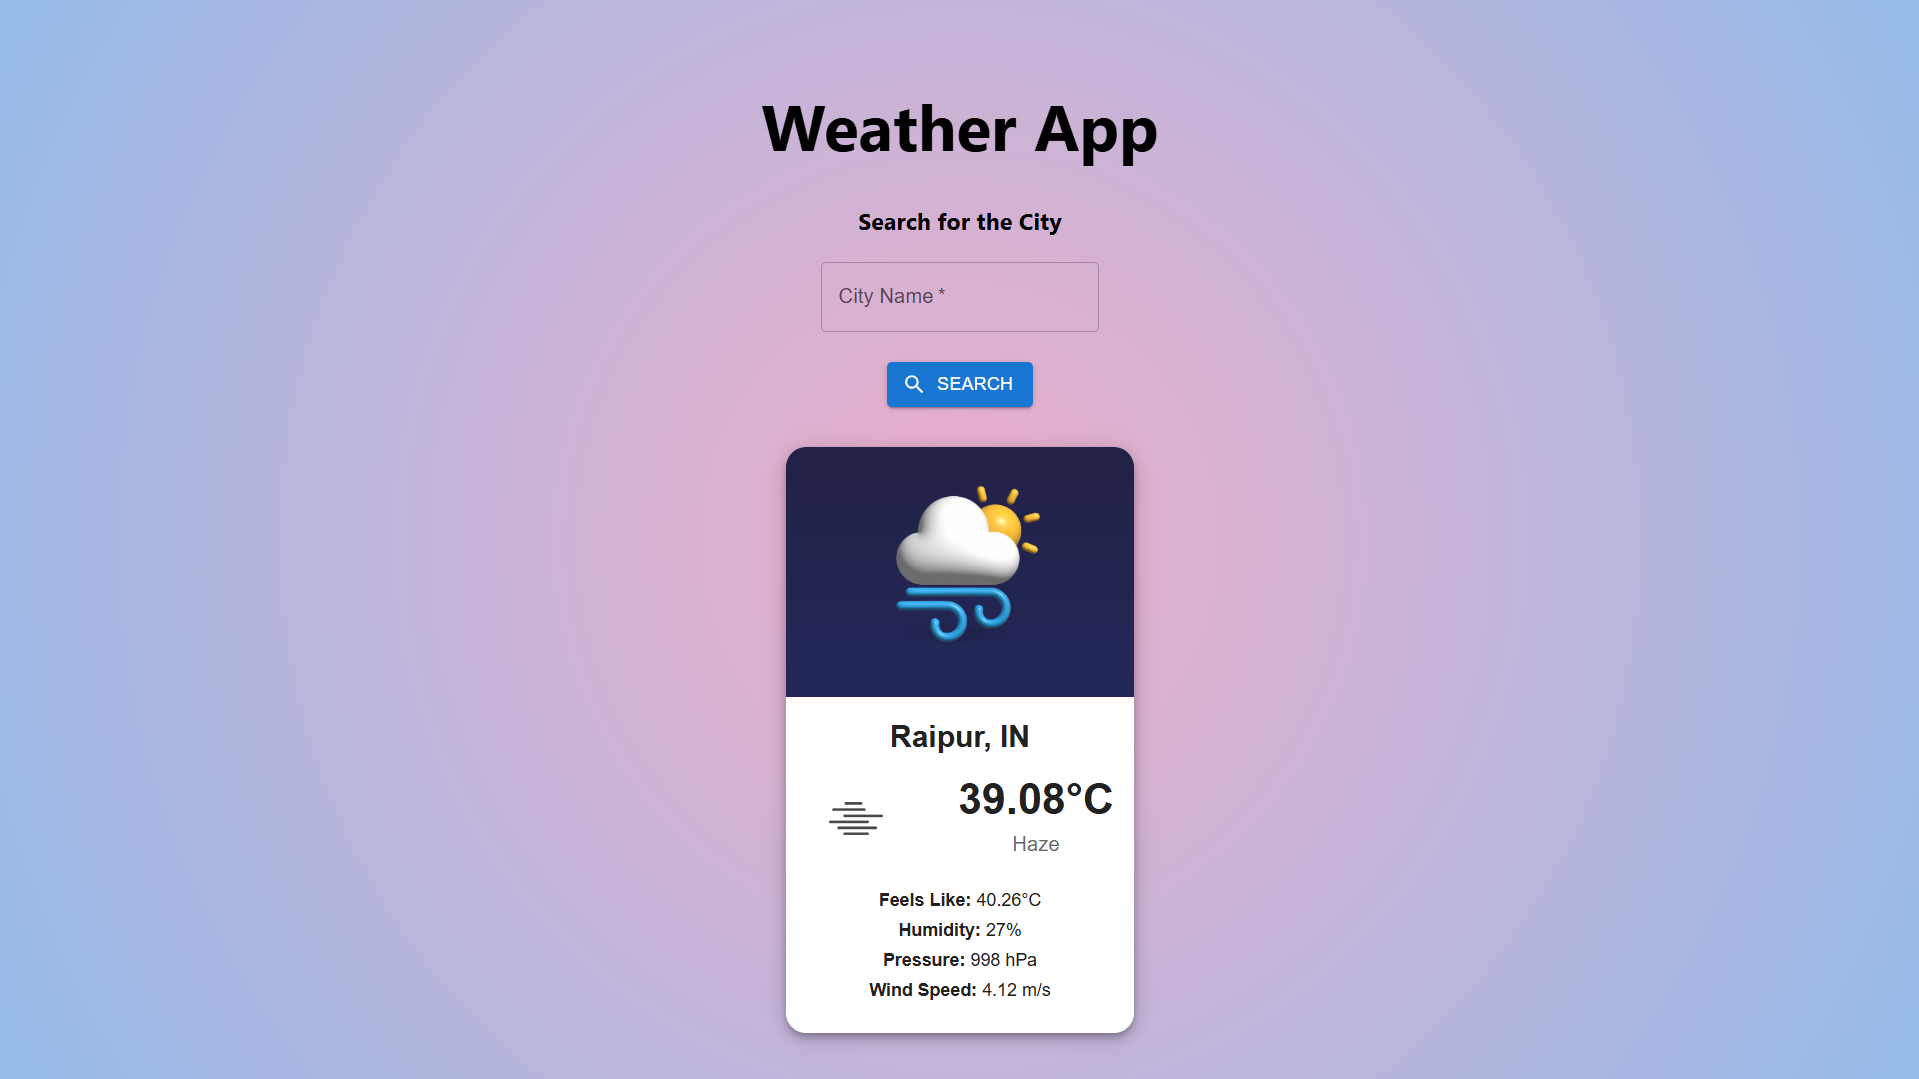 Weather App
Search for the City
City Name *
SEARCH
Raipur, IN
39.08°C
Haze
Feels Like: 40.26°C
Humidity: 27%
Pressure: 998 hPa
Wind Speed: 4.12 m/s